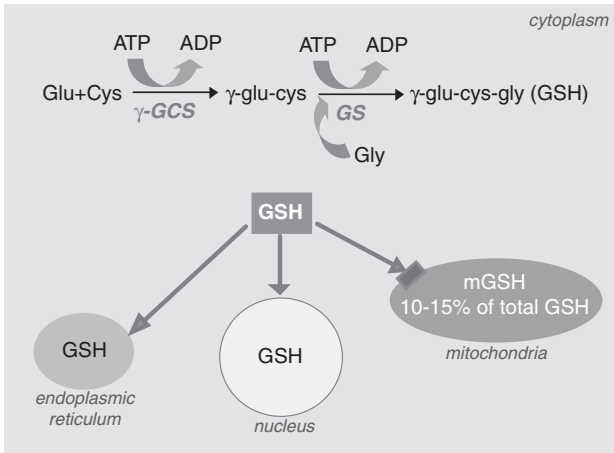 cytoplasm
ATP ADP ATP ADP
Glu+Cys γ-glu-cys γ-glu-cys-gly (GSH)
γ-GCS GS
Gly
GSH
mGSH
10-15% of total GSH
GSH
GSH
mitochondria
endoplasmic
reticulum
nucleus